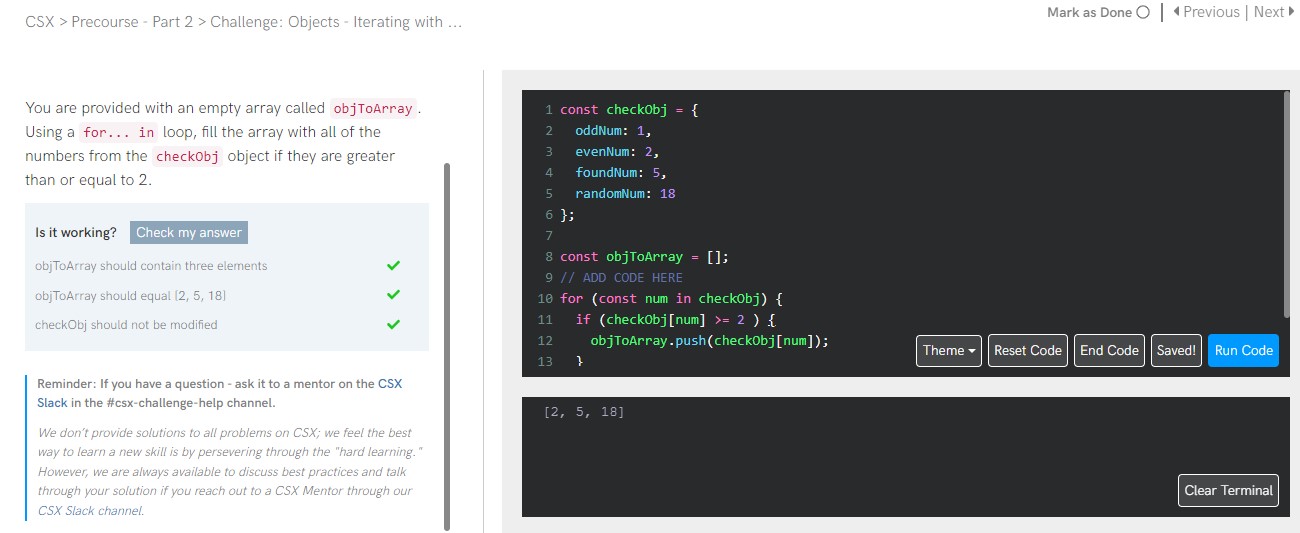 CSX > Precourse - Part 2 > Challenge: Objects - Iterating with ...
Mark as Done
Previous | Next
You are provided with an empty array called objToArray.
Using a for... in loop, fill the array with all of the
numbers from the checkObj object if they are greater
than or equal to 2.
Is it working? Check my answer
objToArray should contain three elements
objToArray should equal [2, 5, 18]
checkObj should not be modified
Reminder: If you have a question - ask it to a mentor on the CSX
Slack in the #csx-challenge-help channel.
We don't provide solutions to all problems on CSX; we feel the best
way to learn a new skill is by persevering through the "hard learning."
However, we are always available to discuss best practices and talk
through your solution if you reach out to a CSX Mentor through our
CSX Slack channel.
1 const checkObj = {
2 oddNum: 1,
3 evenNum: 2,
4 foundNum: 5,
5 randomNum: 18
6 };
7
8 const objToArray = [];
9 // ADD CODE HERE
10 for (const num in checkObj) {
11 if (checkObj[num] >= 2 ) {
12 objToArray.push(checkObj[num]);
13 }
Theme Reset Code End Code Saved! Run Code
[2, 5, 18]
Clear Terminal